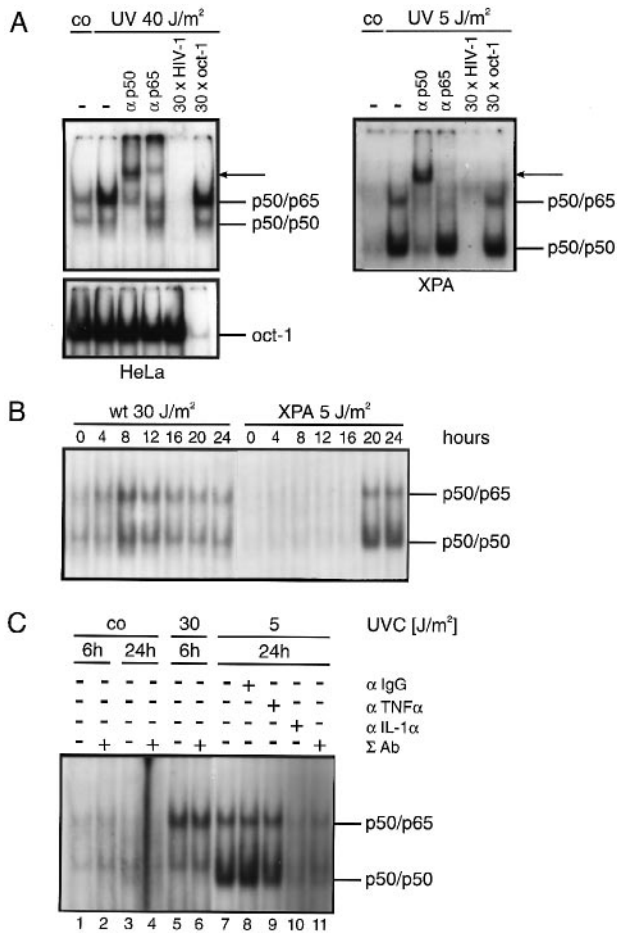 A
co UV 40 J/m²
co UV 5 J/m²
- - α p50 α p65 30 x HIV-1 30 x oct-1
- - α p50 α p65 30 x HIV-1 30 x oct-1
p50/p65
p50/p50
oct-1
HeLa
p50/p65
p50/p50
XPA
B
wt 30 J/m² XPA 5 J/m²
0 4 8 12 16 20 24 0 4 8 12 16 20 24 hours
p50/p65
p50/p50
C
co 30 5 UVC [J/m²]
6h 24h 6h 24h
- - - - - - - + - - - α IgG
- - - - - - - - + - - α TNFα
- - - - - - - - - + - α IL-1α
- + - + - + - - - - + Σ Ab
p50/p65
p50/p50
1 2 3 4 5 6 7 8 9 10 11